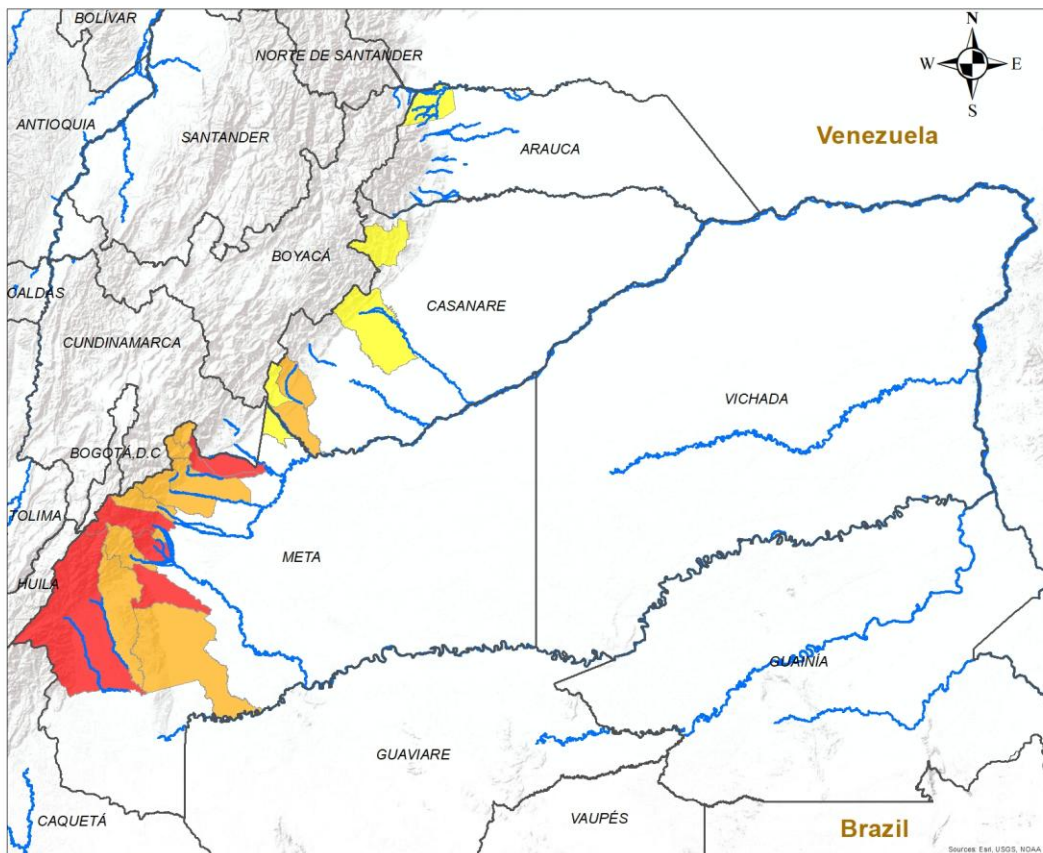 BOLÍVAR
NORTE DE SANTANDER
N
W
E
S
ANTIOQUIA
SANTANDER
ARAUCA
Venezuela
BOYACÁ
CALDAS
CASANARE
CUNDINAMARCA
VICHADA
BOGOTÁ,D.C
TOLIMA
META
HUILA
GUAINÍA
GUAVIARE
CAQUETÁ
VAUPÉS
Brazil
Sources: Esri, USGS, NOAA